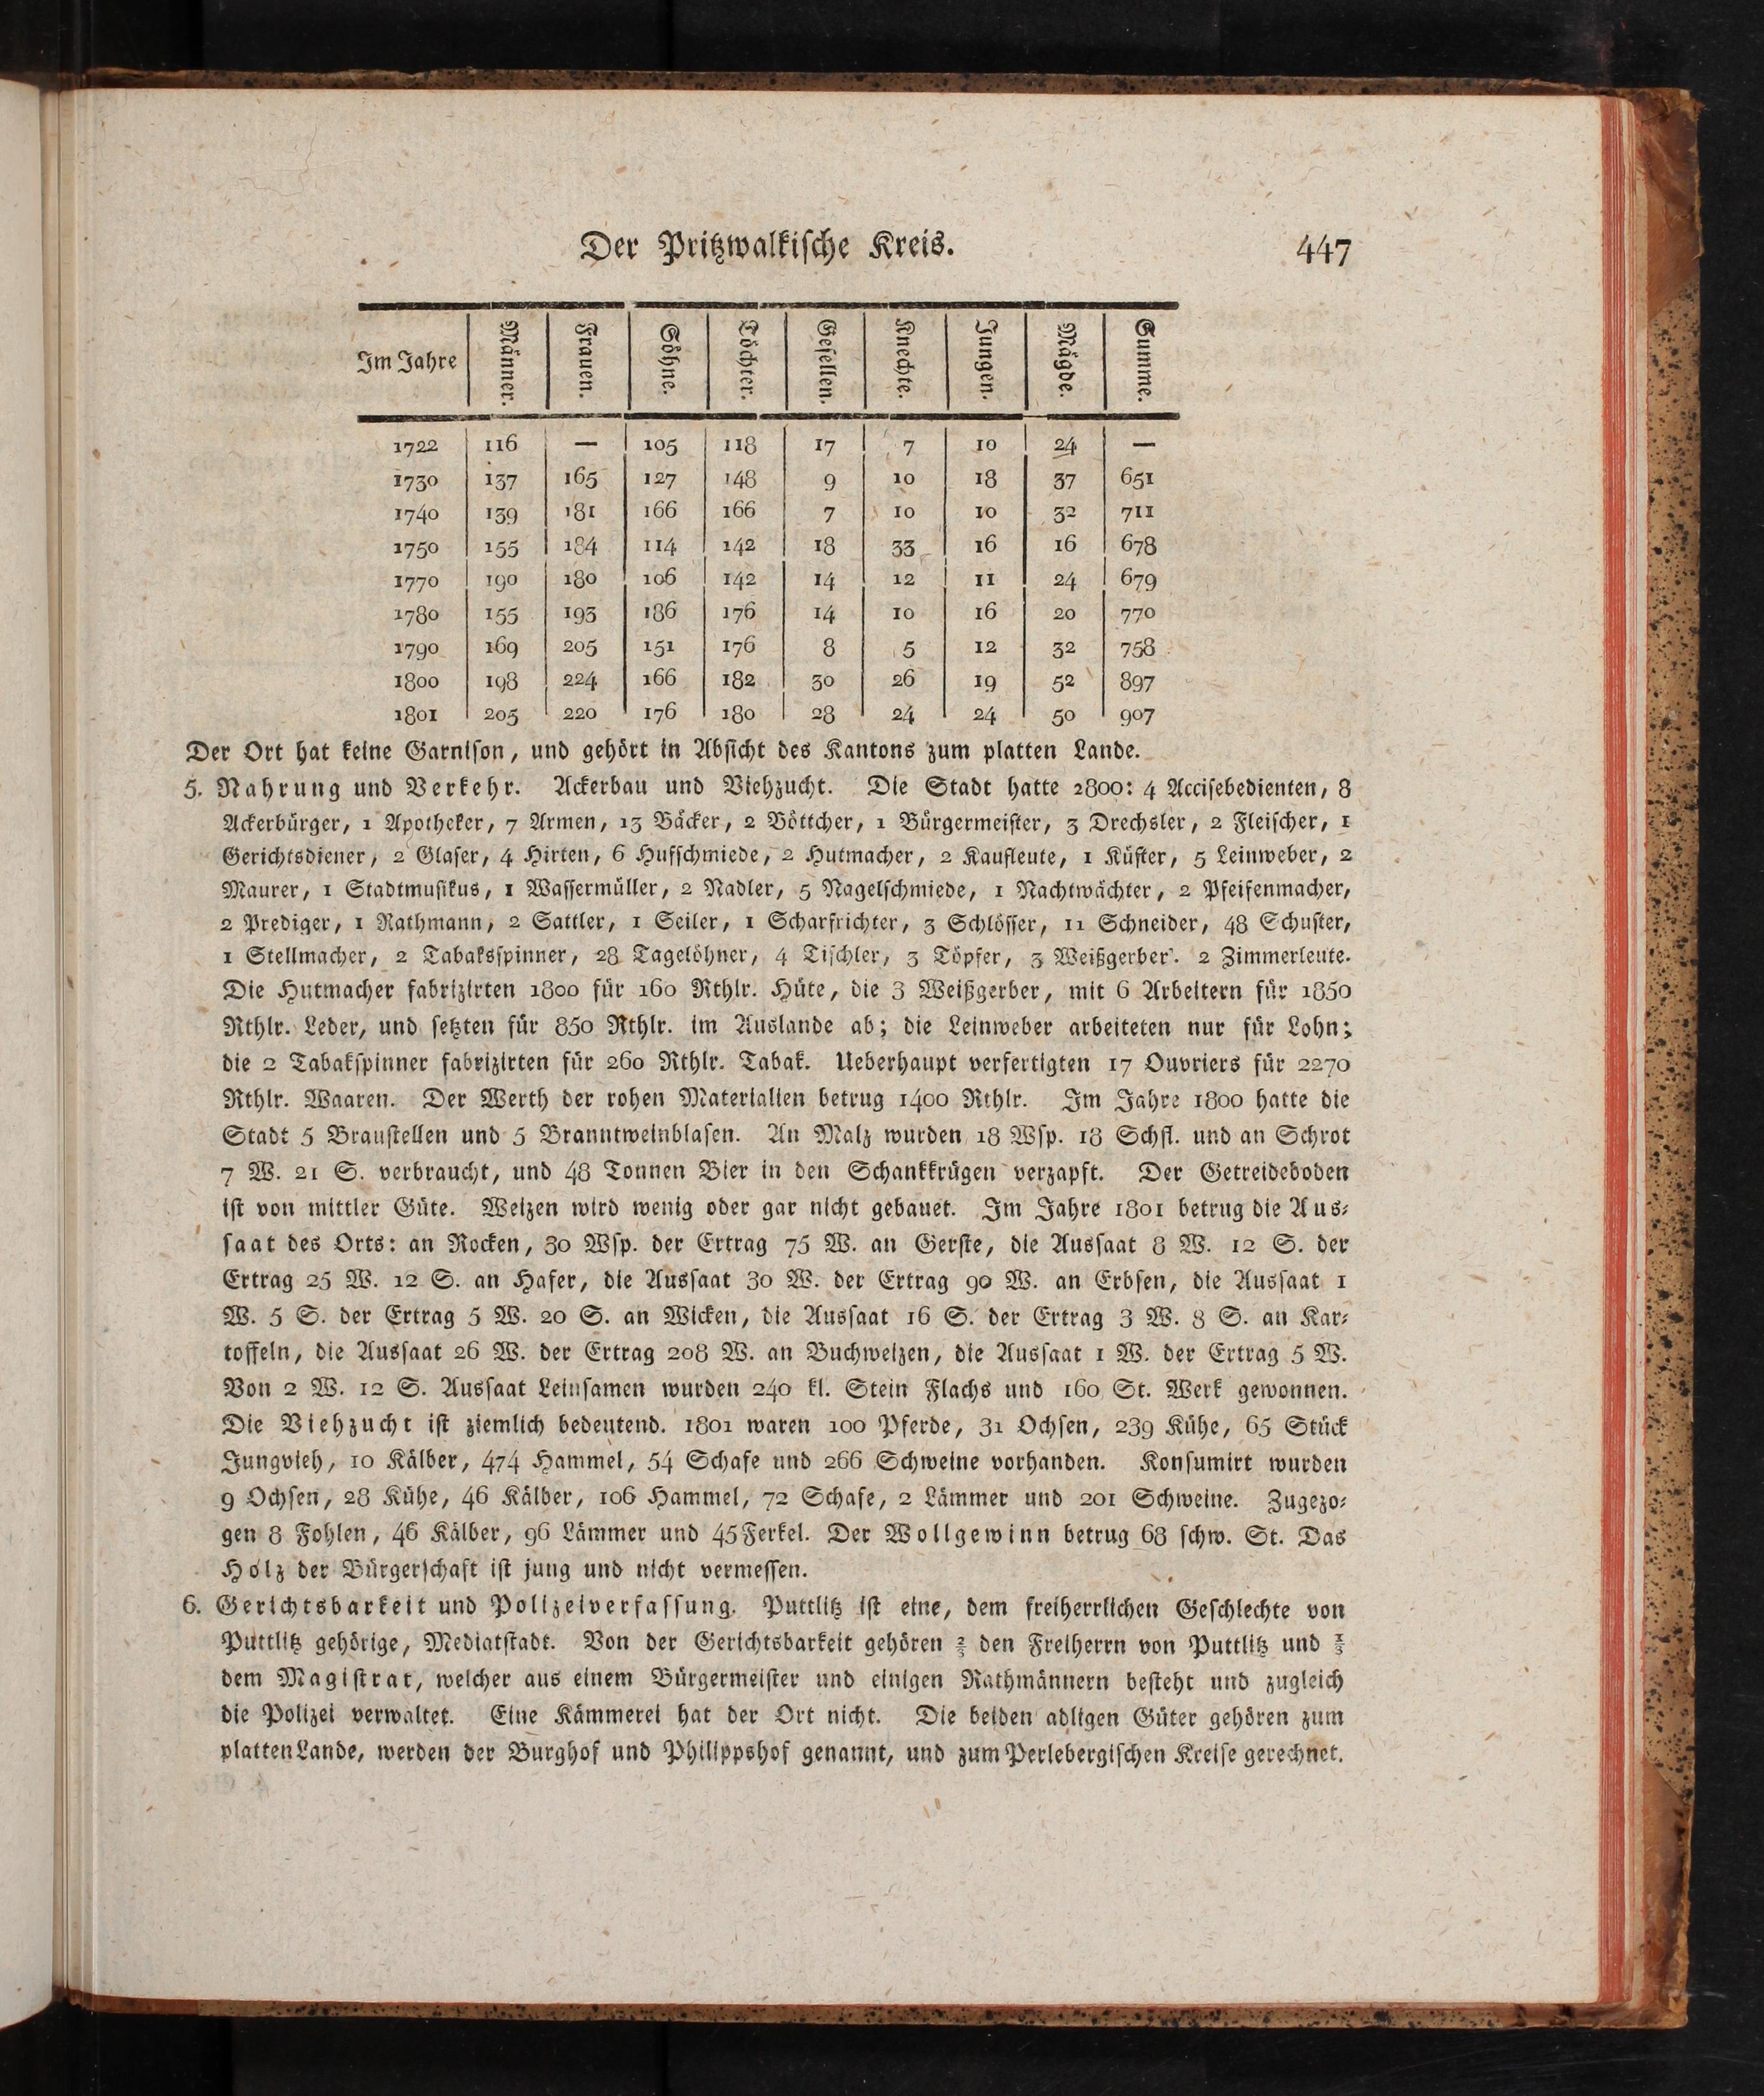 Der Pritzwalkische Kreis. 447
Im Jahre Männer. Frauen. Söhne. Töchter. Gesellen. Knechte. Jungen. Mägde. Summe.
1722 116 — 105 118 17 7 10 24 —
1730 137 165 127 148 9 10 18 37 651
1740 139 181 166 166 7 10 10 32 711
1750 155 184 114 142 18 33 16 16 678
1770 190 180 106 142 14 12 11 24 679
1780 155 193 186 176 14 10 16 20 770
1790 169 205 151 176 8 5 12 32 758
1800 198 224 166 182 30 26 19 52 897
1801 205 220 176 180 28 24 24 50 907
Der Ort hat keine Garnison, und gehört in Absicht des Kantons zum platten Lande.
5. Nahrung und Verkehr. Ackerbau und Viehzucht. Die Stadt hatte 2800: 4 Accisebedienten, 8
Ackerbürger, 1 Apotheker, 7 Armen, 13 Bäcker, 2 Böttcher, 1 Bürgermeister, 3 Drechsler, 2 Fleischer, 1
Gerichtsdiener, 2 Glaser, 4 Hirten, 6 Hufschmiede, 2 Hutmacher, 2 Kaufleute, 1 Küster, 5 Leinweber, 2
Maurer, 1 Stadtmusikus, 1 Wassermüller, 2 Nadler, 5 Nagelschmiede, 1 Nachtwächter, 2 Pfeifenmacher,
2 Prediger, 1 Rathmann, 2 Sattler, 1 Seiler, 1 Scharfrichter, 3 Schlösser, 11 Schneider, 48 Schuster,
1 Stellmacher, 2 Tabaksspinner, 28 Tagelöhner, 4 Tischler, 3 Töpfer, 3 Weißgerber. 2 Zimmerleute.
Die Hutmacher fabrizirten 1800 für 160 Rthlr. Hüte, die 3 Weißgerber, mit 6 Arbeitern für 1850
Rthlr. Leder, und setzten für 850 Rthlr. im Auslande ab; die Leinweber arbeiteten nur für Lohn;
die 2 Tabakspinner fabrizirten für 260 Rthlr. Tabak. Ueberhaupt verfertigten 17 Ouvriers für 2270
Rthlr. Waaren. Der Werth der rohen Materialien betrug 1400 Rthlr. Im Jahre 1800 hatte die
Stadt 5 Braustellen und 5 Branntweinblasen. An Malz wurden 18 Wsp. 18 Schfl. und an Schrot
7 W. 21 S. verbraucht, und 48 Tonnen Bier in den Schankkrügen verzapft. Der Getreideboden
ist von mittler Güte. Weizen wird wenig oder gar nicht gebauet. Im Jahre 1801 betrug die Aus-
saat des Orts: an Rocken, 30 Wsp. der Ertrag 75 W. an Gerste, die Aussaat 8 W. 12 S. der
Ertrag 25 W. 12 S. an Hafer, die Aussaat 30 W. der Ertrag 90 W. an Erbsen, die Aussaat 1
W. 5 S. der Ertrag 5 W. 20 S. an Wicken, die Aussaat 16 S. der Ertrag 3 W. 8 S. an Kar-
toffeln, die Aussaat 26 W. der Ertrag 208 W. an Buchweizen, die Aussaat 1 W. der Ertrag 5 W.
Von 2 W. 12 S. Aussaat Leinsamen wurden 240 kl. Stein Flachs und 160 St. Werk gewonnen.
Die Viehzucht ist ziemlich bedeutend. 1801 waren 100 Pferde, 31 Ochsen, 239 Kühe, 65 Stück
Jungvieh, 10 Kälber, 474 Hammel, 54 Schafe und 266 Schweine vorhanden. Konsumirt wurden
9 Ochsen, 28 Kühe, 46 Kälber, 106 Hammel, 72 Schafe, 2 Lämmer und 201 Schweine. Zugezo-
gen 8 Fohlen, 46 Kälber, 96 Lämmer und 45 Ferkel. Der Wollgewinn betrug 68 schw. St. Das
Holz der Bürgerschaft ist jung und nicht vermessen.
6. Gerichtsbarkeit und Polizeiverfassung. Puttlitz ist eine, dem freiherrlichen Geschlechte von
Puttlitz gehörige, Mediatstadt. Von der Gerichtsbarkeit gehören ⅔ den Freiherrn von Puttlitz und ⅓
dem Magistrat, welcher aus einem Bürgermeister und einigen Rathmännern besteht und zugleich
die Polizei verwaltet. Eine Kämmerei hat der Ort nicht. Die beiden adligen Güter gehören zum
platten Lande, werden der Burghof und Philippshof genannt, und zum Perlebergischen Kreise gerechnet.